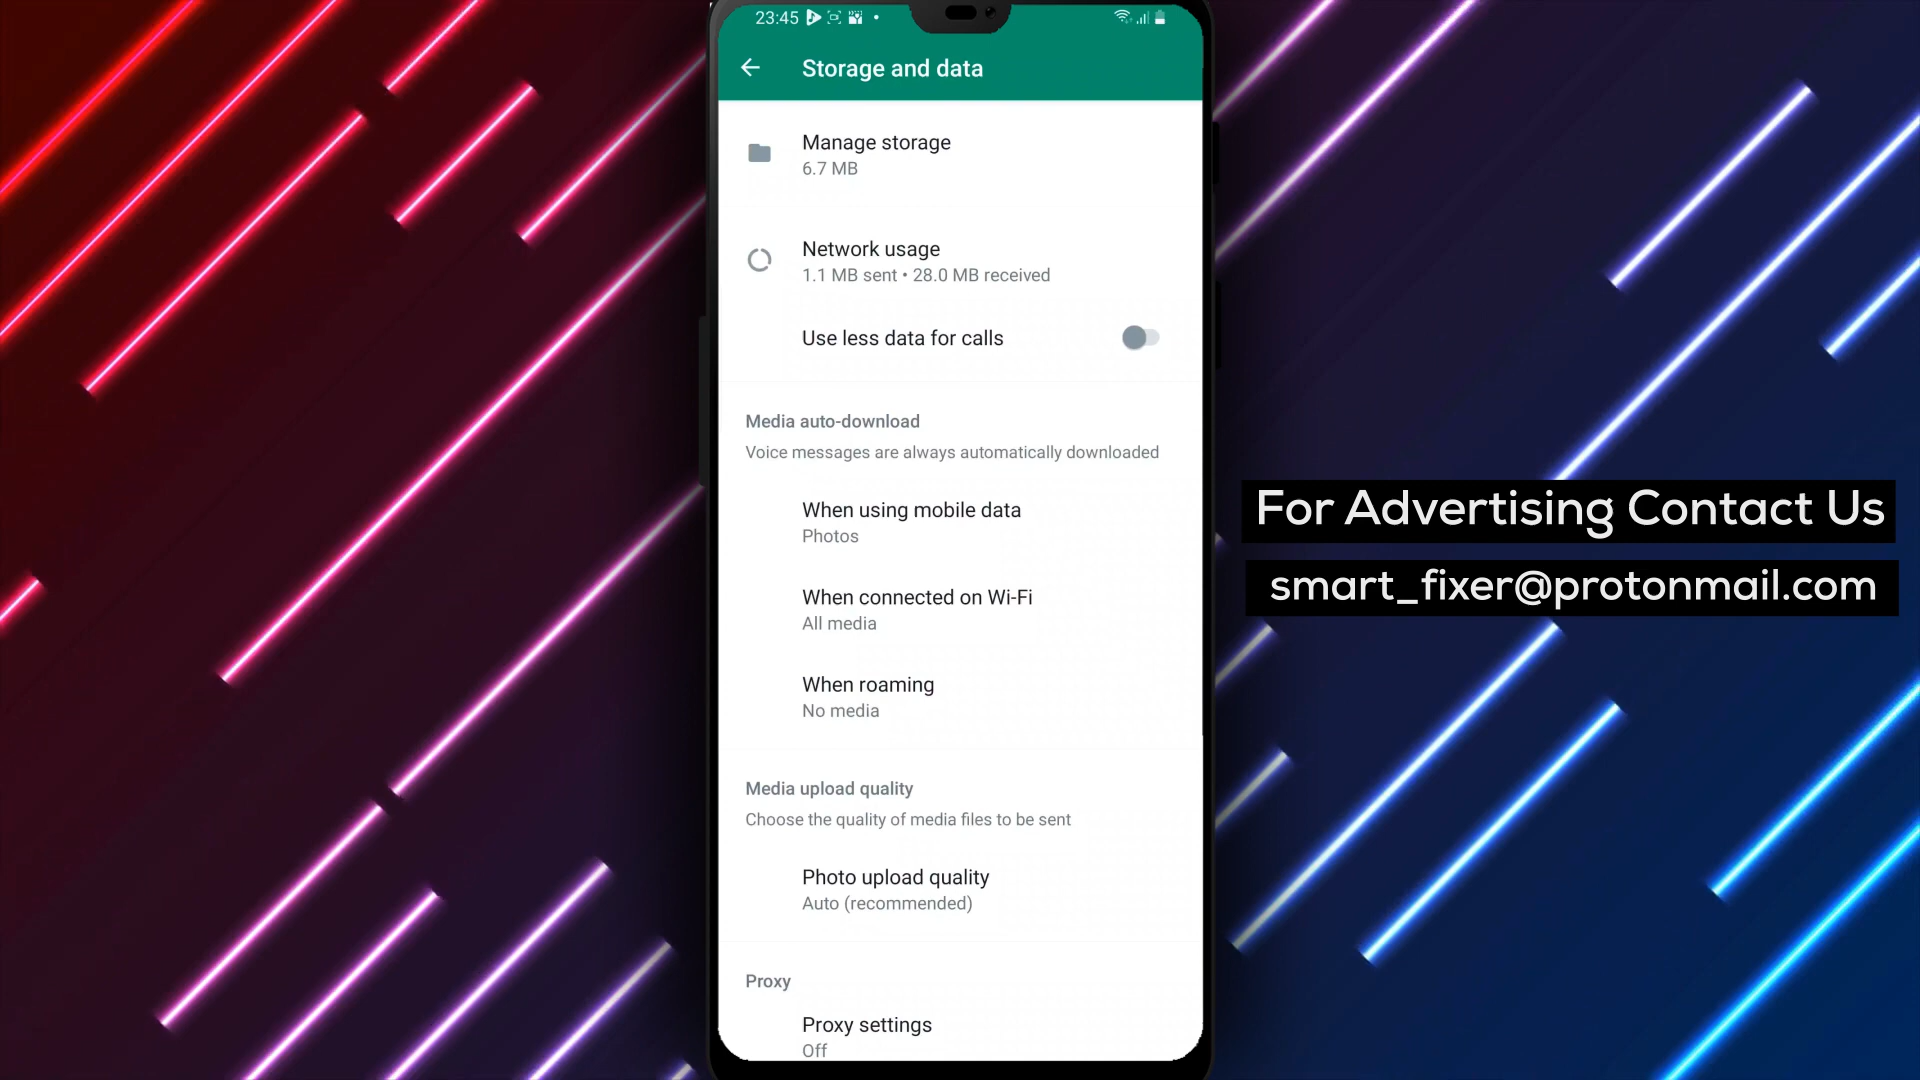 23:45
Storage and data
Manage storage
6.7 MB
Network usage
1.1 MB sent • 28.0 MB received
Use less data for calls
Media auto-download
Voice messages are always automatically downloaded
When using mobile data
Photos
When connected on Wi-Fi
All media
When roaming
No media
Media upload quality
Choose the quality of media files to be sent
Photo upload quality
Auto (recommended)
Proxy
Proxy settings
Off
For Advertising Contact Us
smart_fixer@protonmail.com